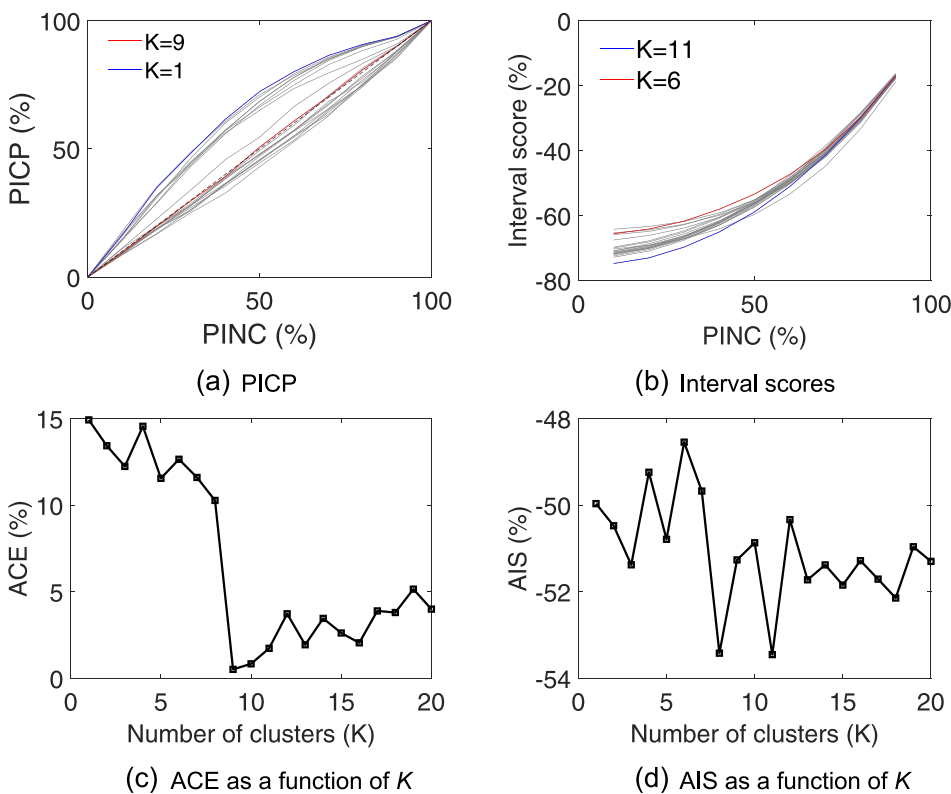 100
50
0
0
50
100
PICP (%)
PINC (%)
K=9
K=1
(a) PICP
0
-20
-40
-60
-80
0
50
100
Interval score (%)
PINC (%)
K=11
K=6
(b) Interval scores
15
10
5
0
0
5
10
15
20
ACE (%)
Number of clusters (K)
(c) ACE as a function of K
-48
-50
-52
-54
0
5
10
15
20
AIS (%)
Number of clusters (K)
(d) AIS as a function of K